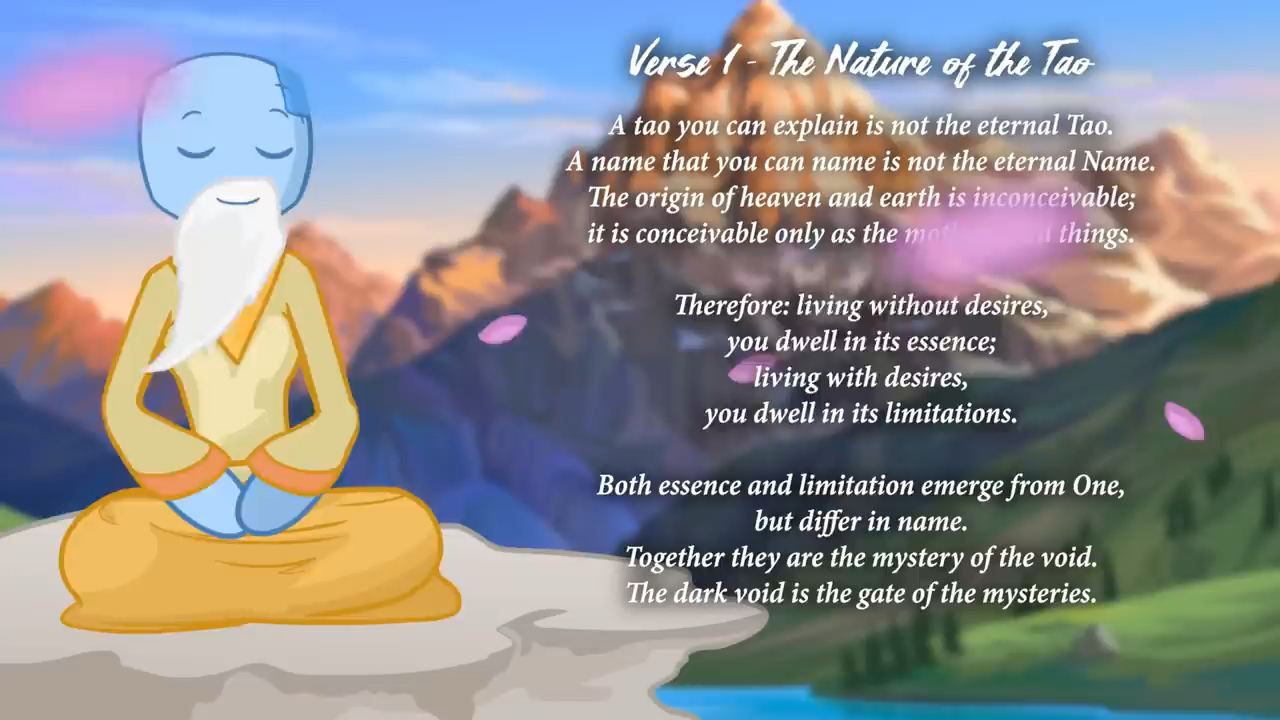 Verse 1 - The Nature of the Tao
A tao you can explain is not the eternal Tao.
A name that you can name is not the eternal Name.
The origin of heaven and earth is inconceivable;
it is conceivable only as the things.
Therefore: living without desires,
you dwell in its essence;
living with desires,
you dwell in its limitations.
Both essence and limitation emerge from One,
but differ in name.
Together they are the mystery of the void.
The dark void is the gate of the mysteries.